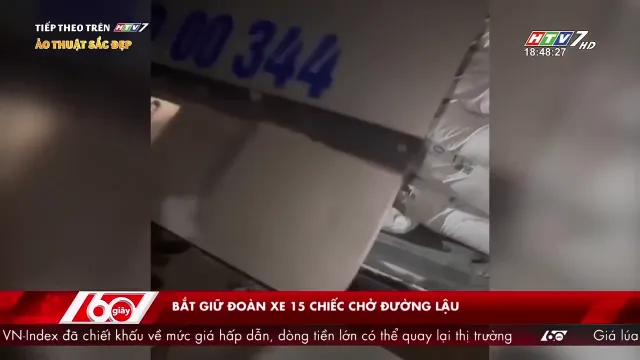 TIẾP THEO TRÊN HTV7
ẢO THUẬT SẮC ĐẸP
HTV7 HD
18:48:27
00 344
60 giây
BẮT GIỮ ĐOÀN XE 15 CHIẾC CHỞ ĐƯỜNG LẬU
VN-Index đã chiết khấu về mức giá hấp dẫn, dòng tiền lớn có thể quay lại thị trường 60 giây Giá lúa